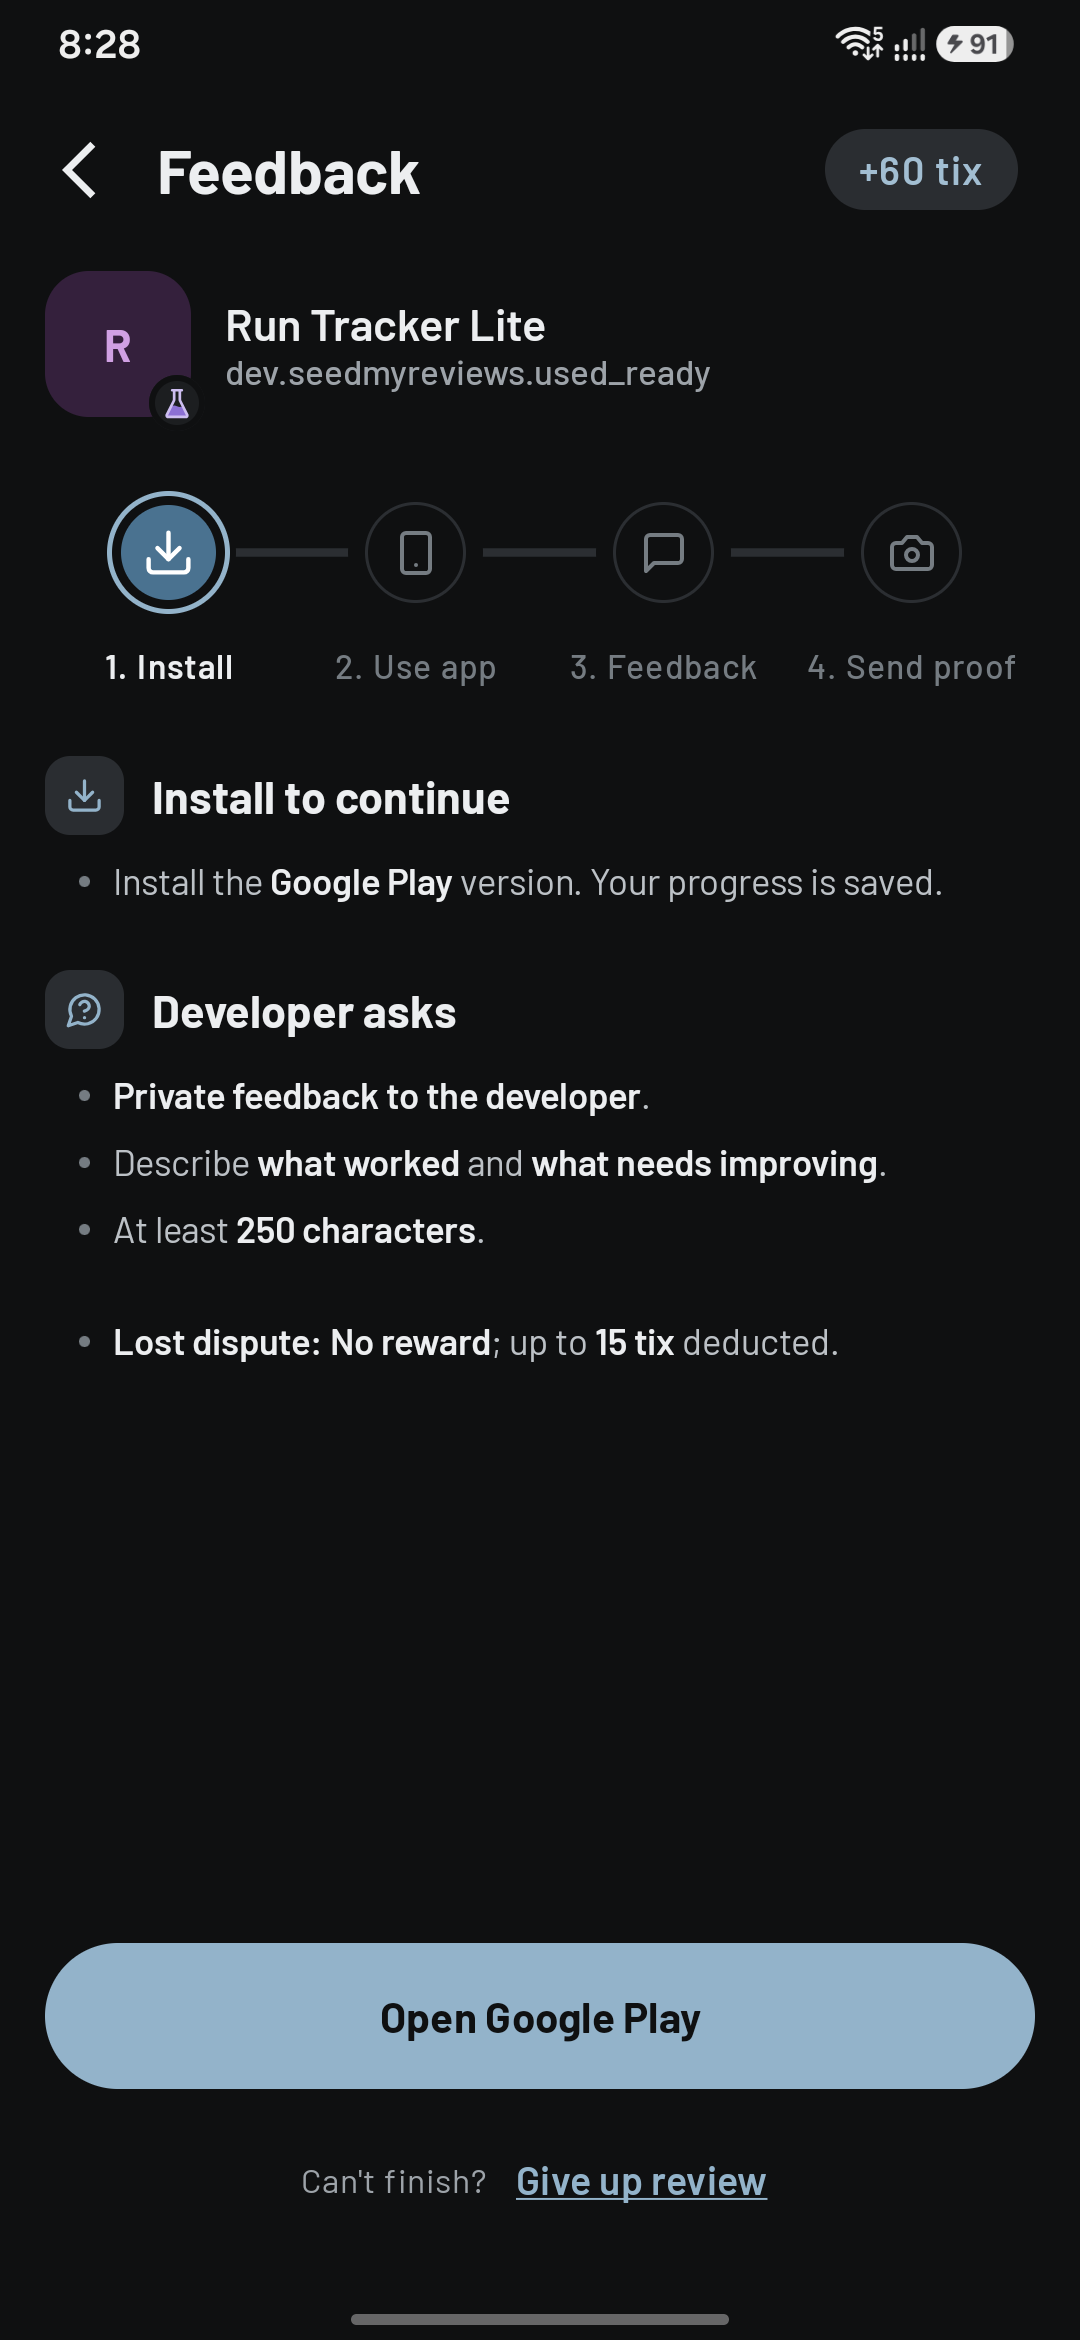 8:28
5
91
Feedback
+60 tix
R
Run Tracker Lite
dev.seedmyreviews.used_ready
1. Install
2. Use app
3. Feedback
4. Send proof
Install to continue
Install the Google Play version. Your progress is saved.
Developer asks
Private feedback to the developer.
Describe what worked and what needs improving.
At least 250 characters.
Lost dispute: No reward; up to 15 tix deducted.
Open Google Play
Can't finish? Give up review